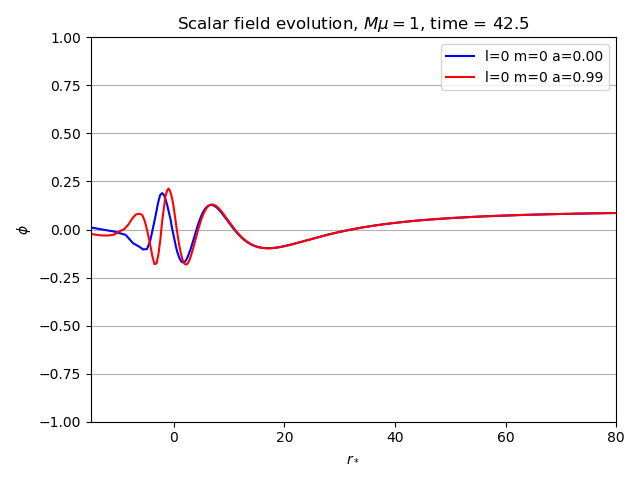 Scalar field evolution, $M\mu = 1$, time = 42.5
l=0 m=0 a=0.00
l=0 m=0 a=0.99
1.00
0.75
0.50
0.25
0.00
−0.25
−0.50
−0.75
−1.00
ϕ
0 20 40 60 80
r*